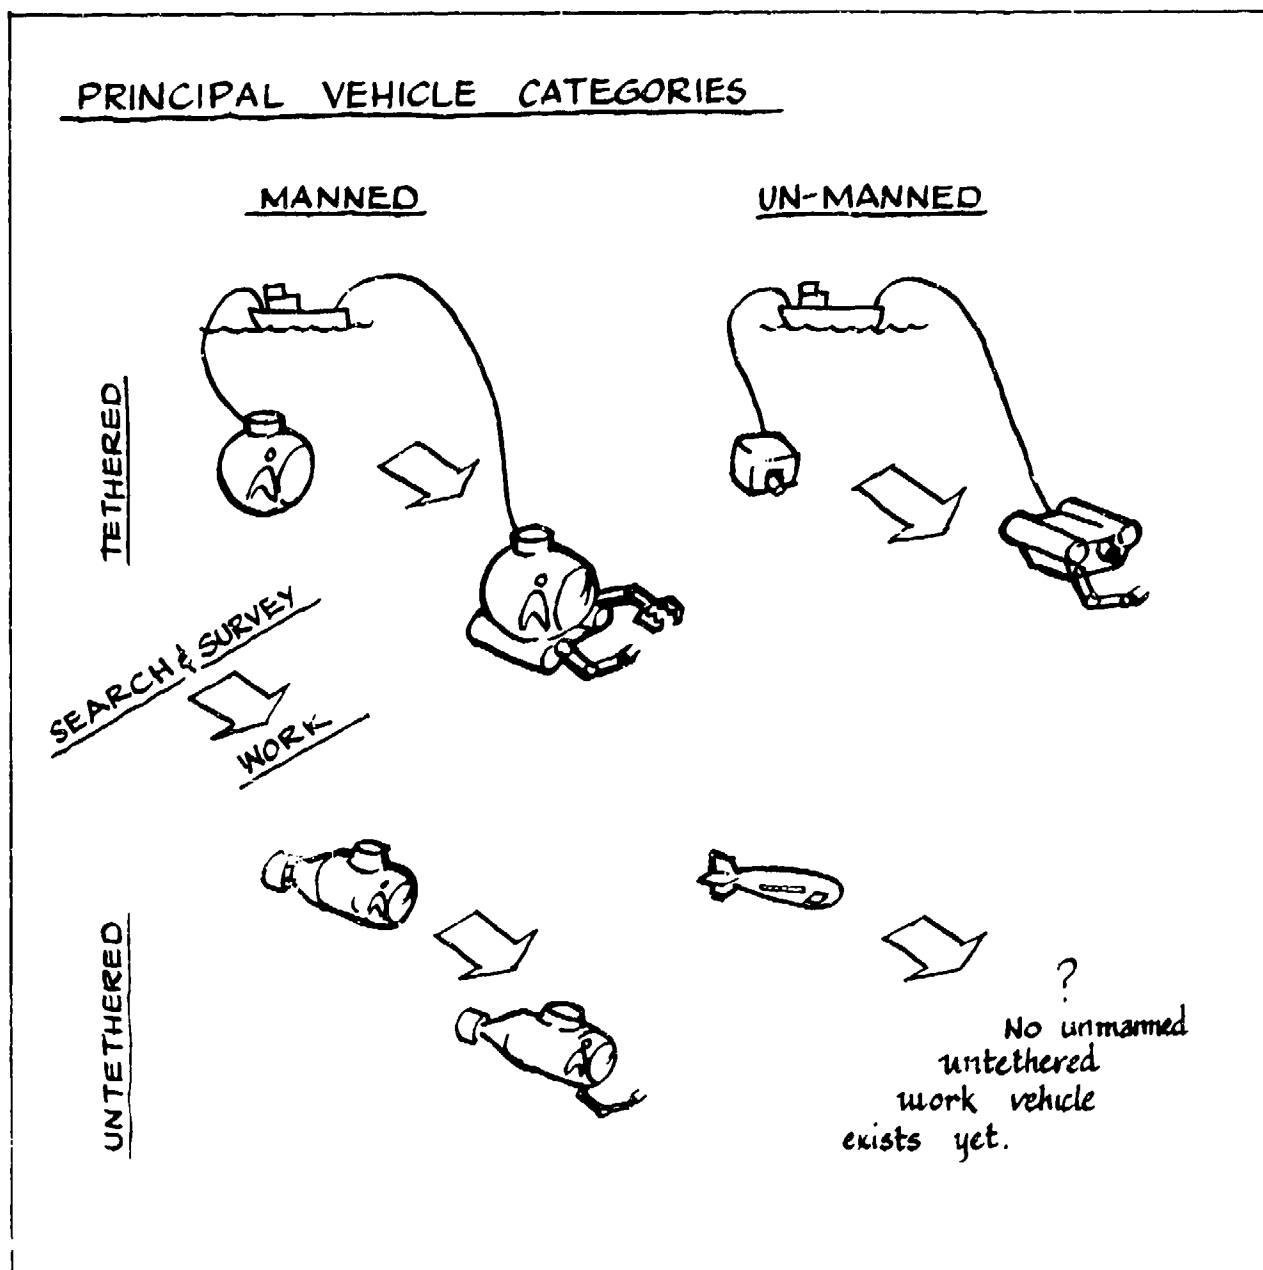 PRINCIPAL VEHICLE CATEGORIES
MANNED
UN-MANNED
TETHERED
SEARCH & SURVEY
WORK
UNTETHERED
?
No unmanned
untethered
work vehicle
exists yet.